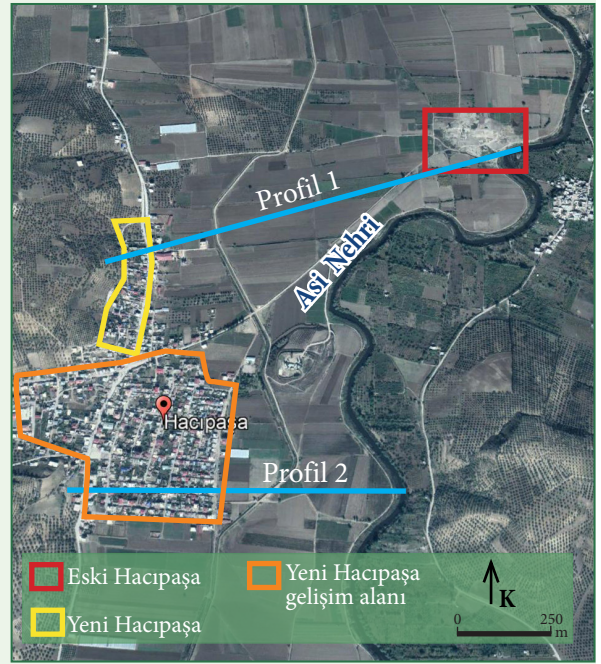 Profil 1
Asi Nehri
Hacıpaşa
Profil 2
Eski Hacıpaşa
Yeni Hacıpaşa
Yeni Hacıpaşa
gelişim alanı
K
0 250
m